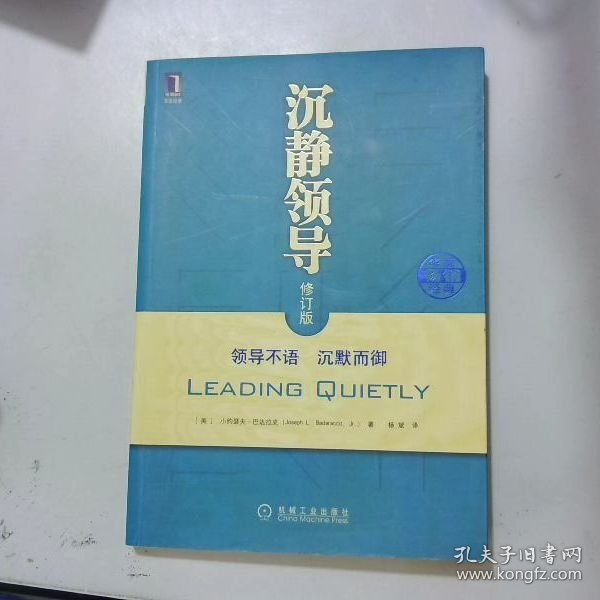 沉静领导
修订版
领导不语 沉默而御
LEADING QUIETLY
[美] 小约瑟夫·巴达拉克 (Joseph L. Badaracco, Jr.) 著 杨斌 译
机械工业出版社
China Machine Press
孔夫子旧书网
www.kongfz.com